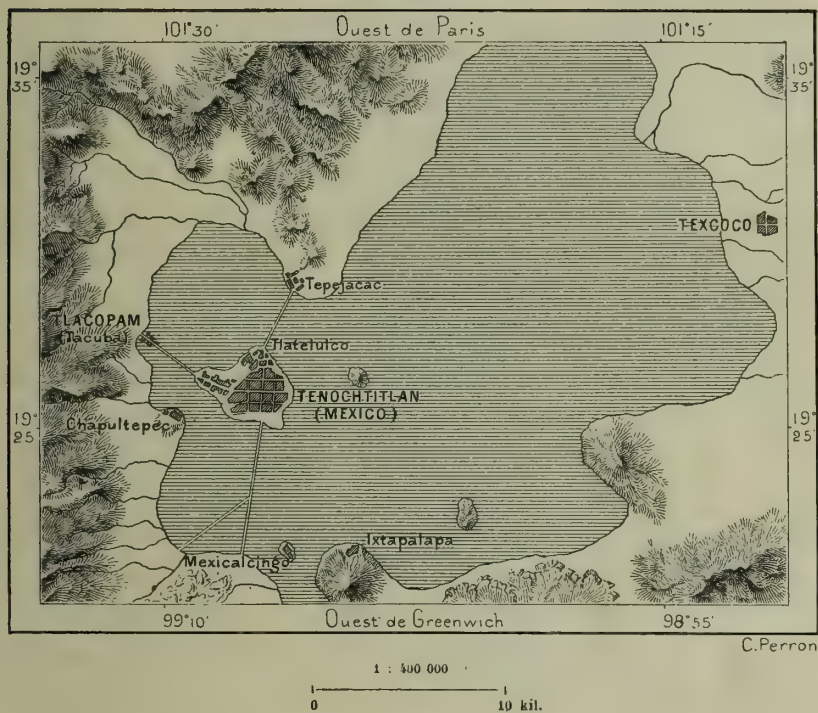 101°30′ Ouest de Paris 101°15′
19°
35′
19°
35′
TEXCOCO
Tepejacac
TLACOPAM
(Tacuba)
Tlatelulco
TENOCHTITLAN
(MEXICO)
Chapultepec
19°
25′
19°
25′
Ixtapalapa
Mexicalcingo
99°10′ Ouest de Greenwich 98°55′
C.Perron
1 : 400 000
0 10 kil.